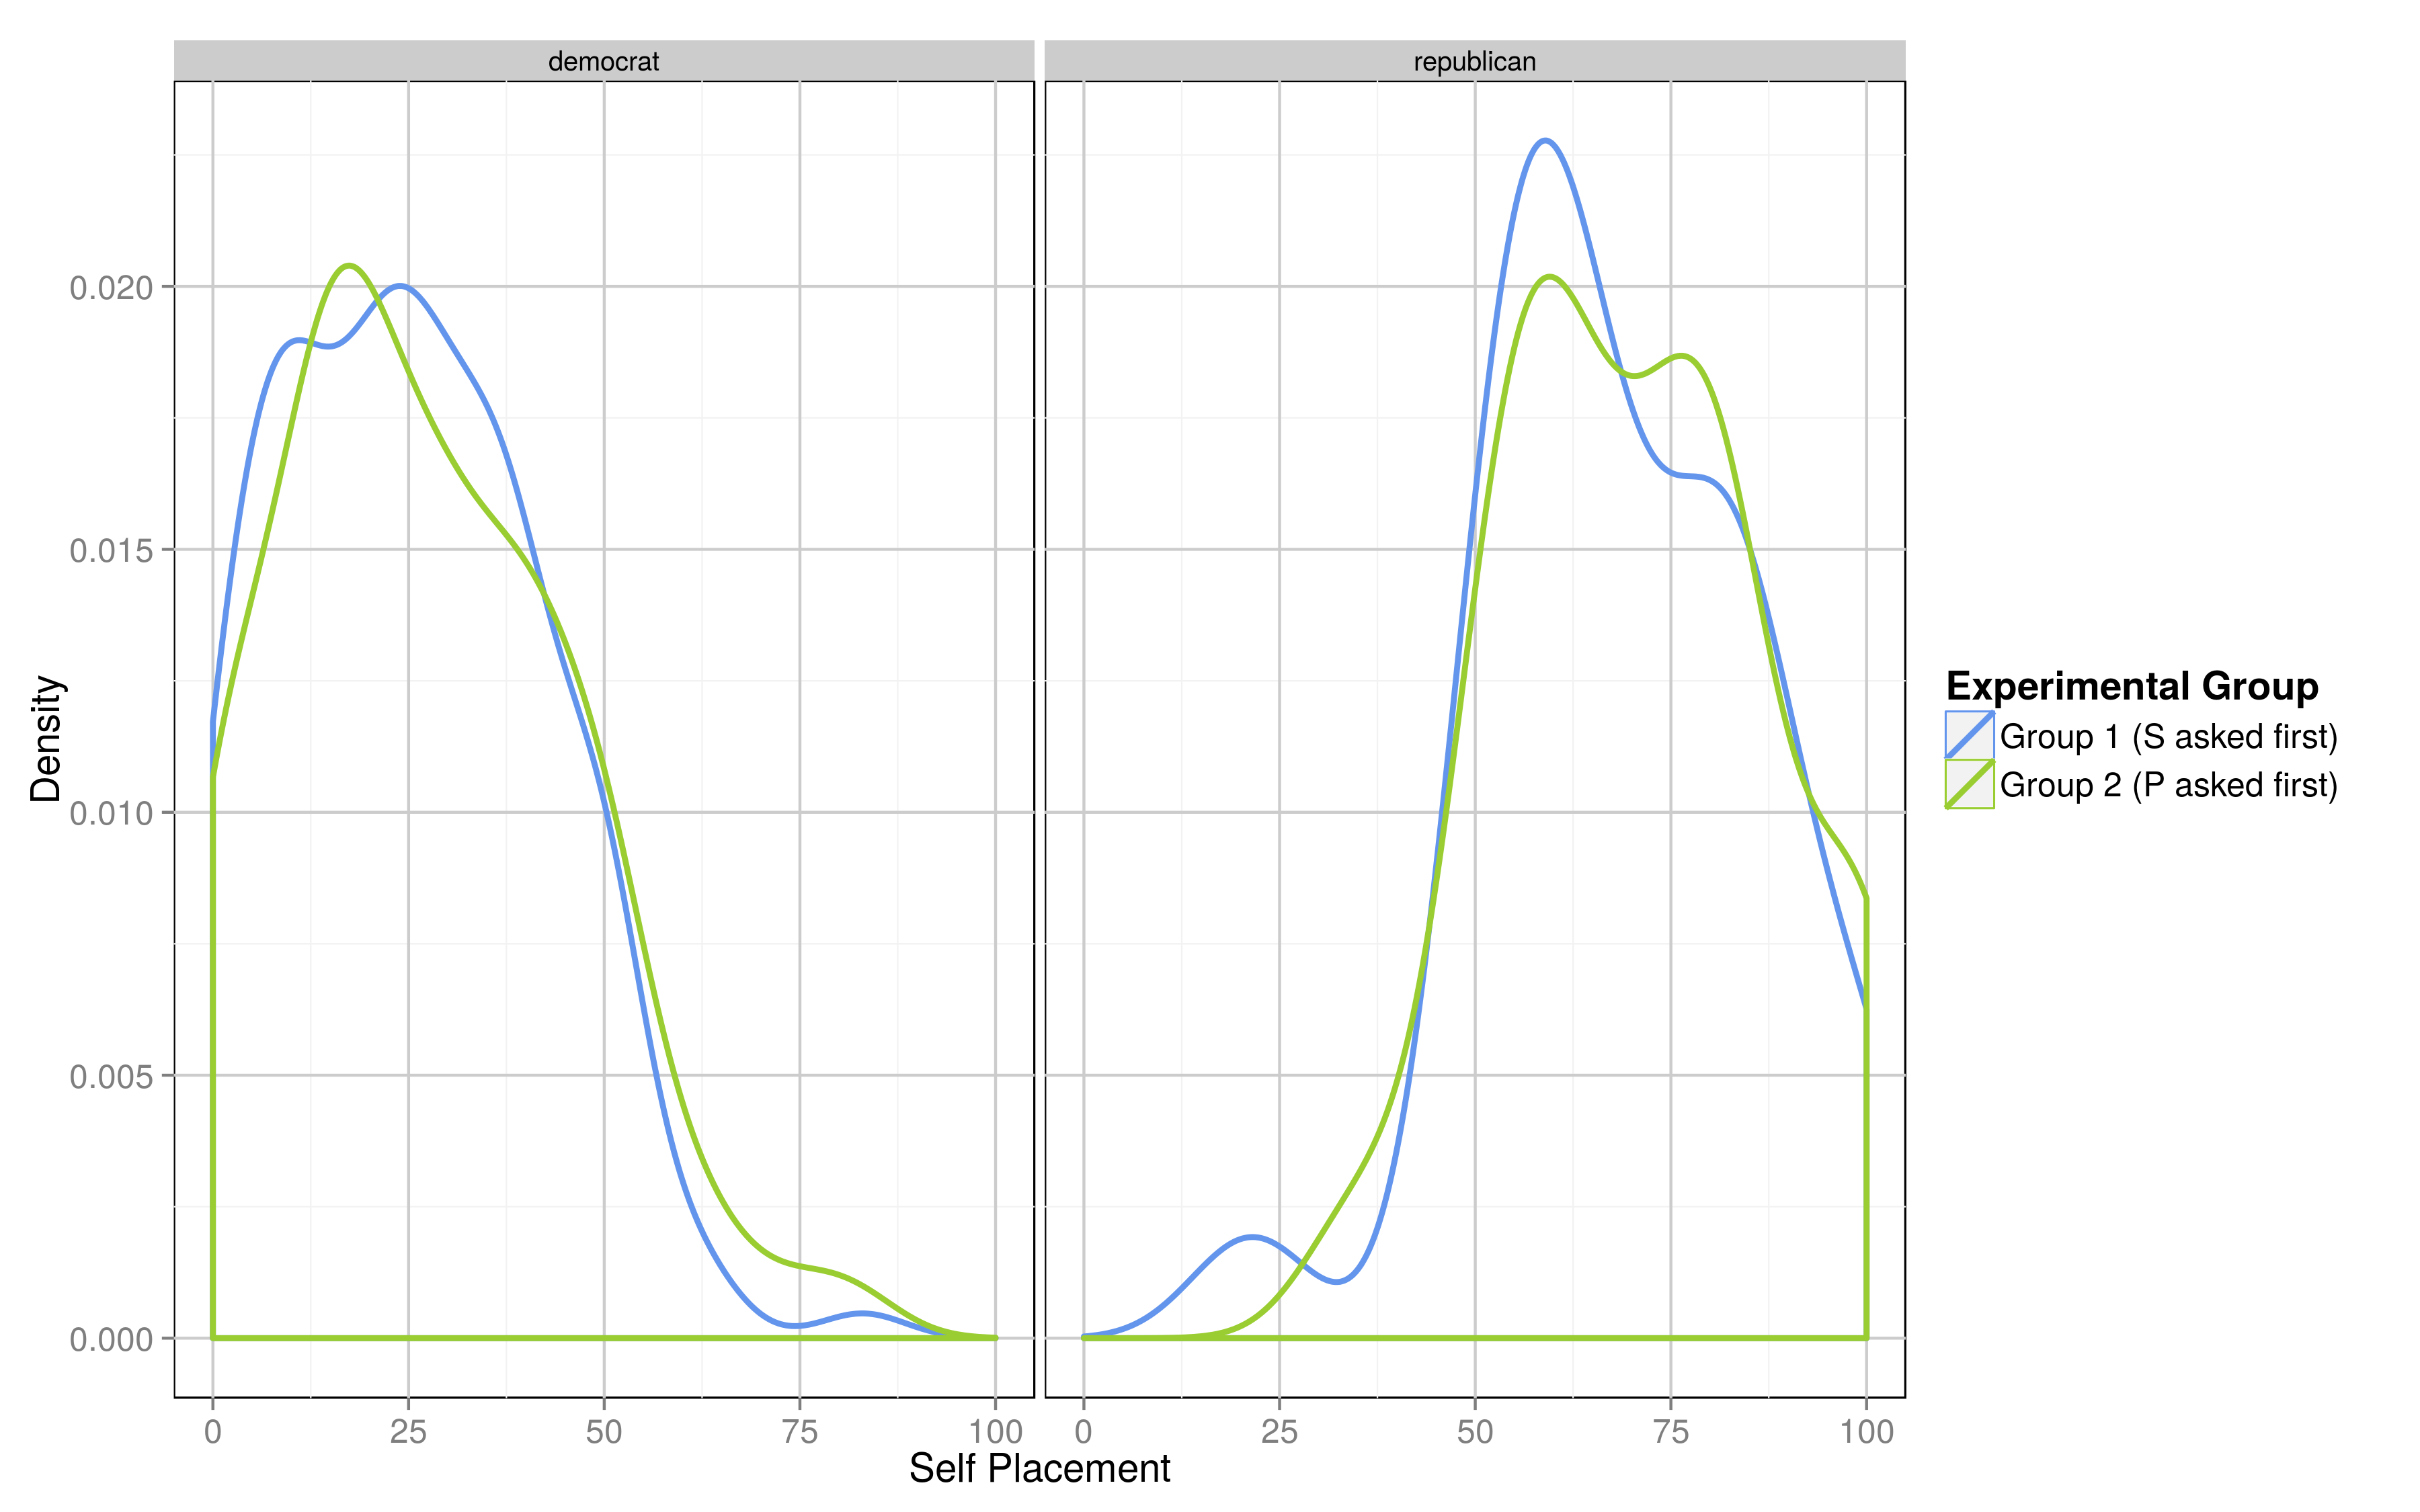 democrat
republican
0.020
0.015
0.010
0.005
0.000
Density
0 25 50 75 100
0 25 50 75 100
Self Placement
Experimental Group
Group 1 (S asked first)
Group 2 (P asked first)